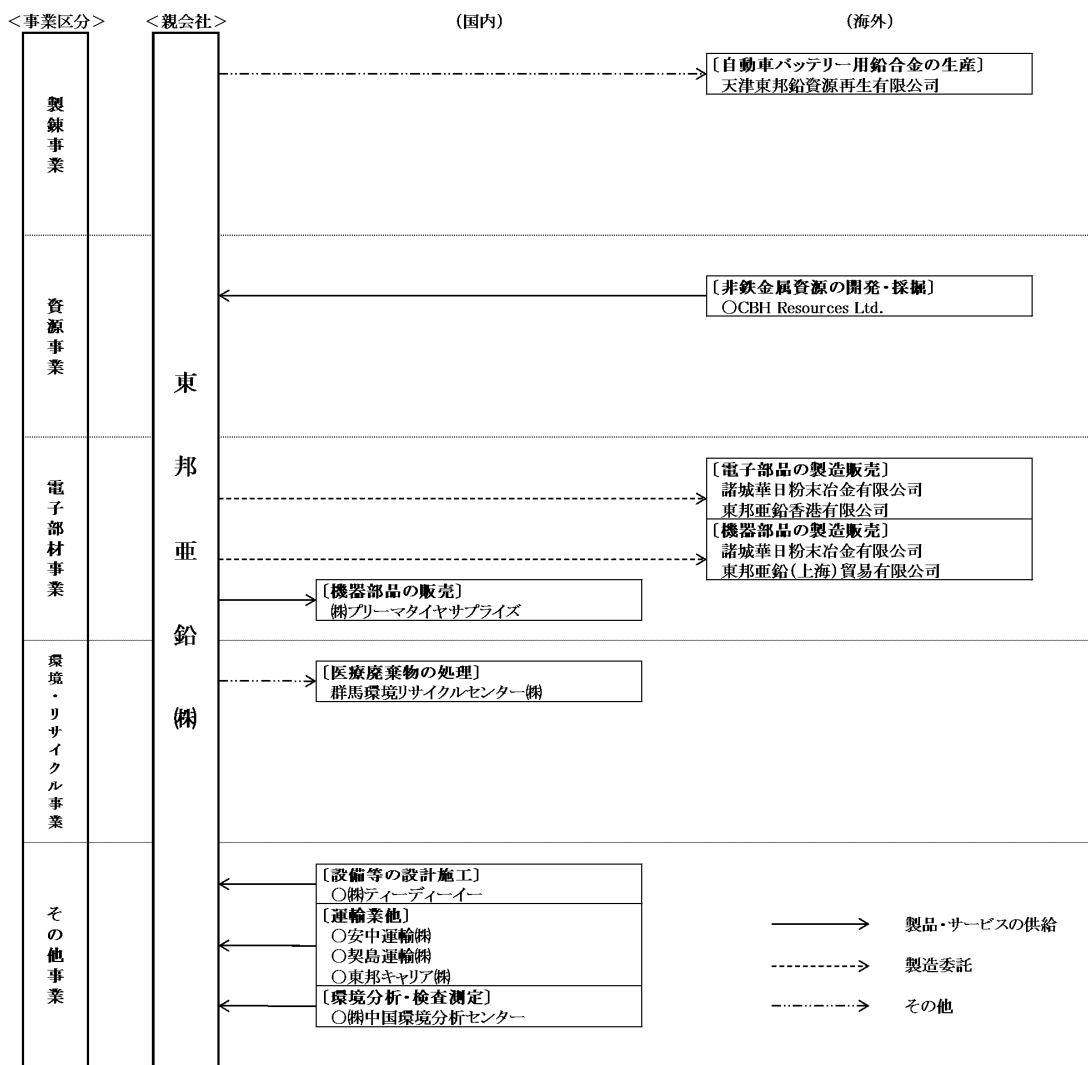 ＜事業区分＞
＜親会社＞
（国内）
（海外）
製錬事業
〔自動車バッテリー用鉛合金の生産〕
天津東邦鉛資源再生有限公司
資源事業
〔非鉄金属資源の開発・採掘〕
○CBH Resources Ltd.
東邦亜鉛㈱
電子部材事業
〔電子部品の製造販売〕
諸城華日粉末冶金有限公司
東邦亜鉛香港有限公司
〔機器部品の製造販売〕
諸城華日粉末冶金有限公司
東邦亜鉛（上海）貿易有限公司
〔機器部品の販売〕
㈱プリーマタイヤサプライズ
環境・リサイクル事業
〔医療廃棄物の処理〕
群馬環境リサイクルセンター㈱
その他事業
〔設備等の設計施工〕
○㈱ティーディーイー
〔運輸業他〕
○安中運輸㈱
○契島運輸㈱
○東邦キャリア㈱
〔環境分析・検査測定〕
○㈱中国環境分析センター
製品・サービスの供給
製造委託
その他